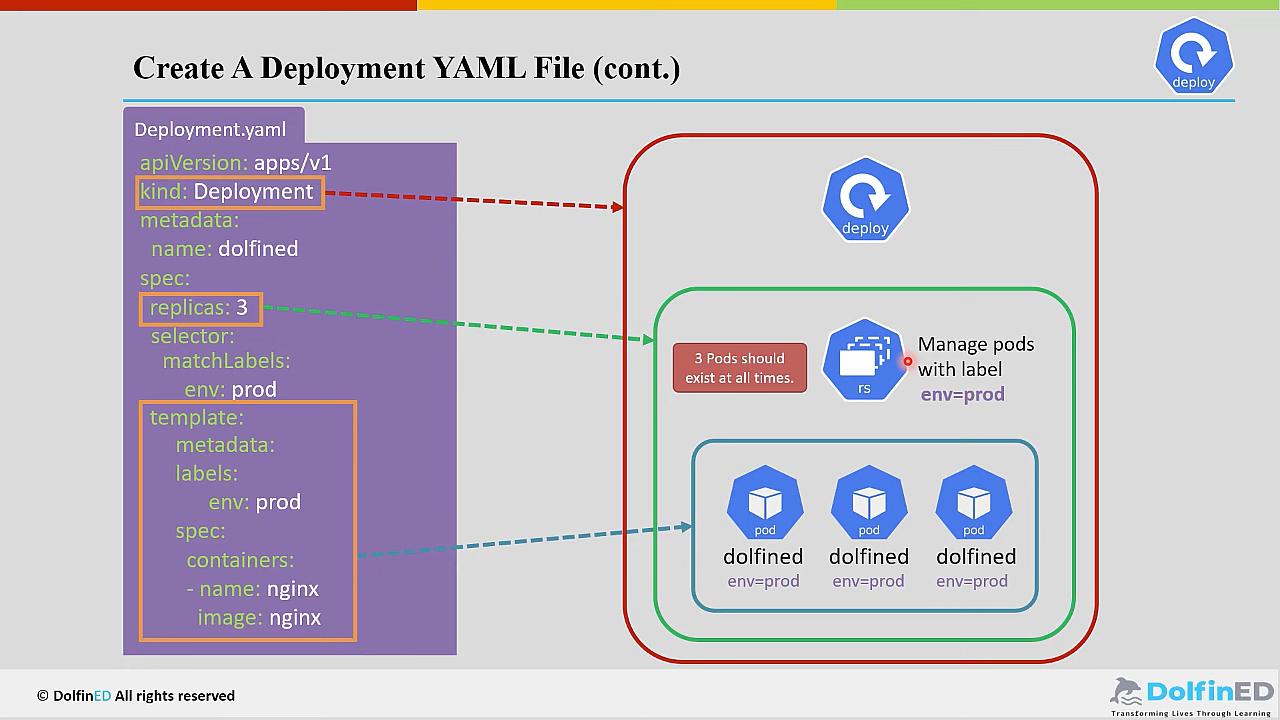 Create A Deployment YAML File (cont.)
deploy
Deployment.yaml
apiVersion: apps/v1
kind: Deployment
metadata:
name: dolfined
spec:
replicas: 3
selector:
matchLabels:
env: prod
template:
metadata:
labels:
env: prod
spec:
containers:
- name: nginx
image: nginx
deploy
3 Pods should
exist at all times.
rs
Manage pods
with label
env=prod
pod pod pod
dolfined dolfined dolfined
env=prod env=prod env=prod
© DolfinED All rights reserved
DolfinED
Transforming Lives Through Learning